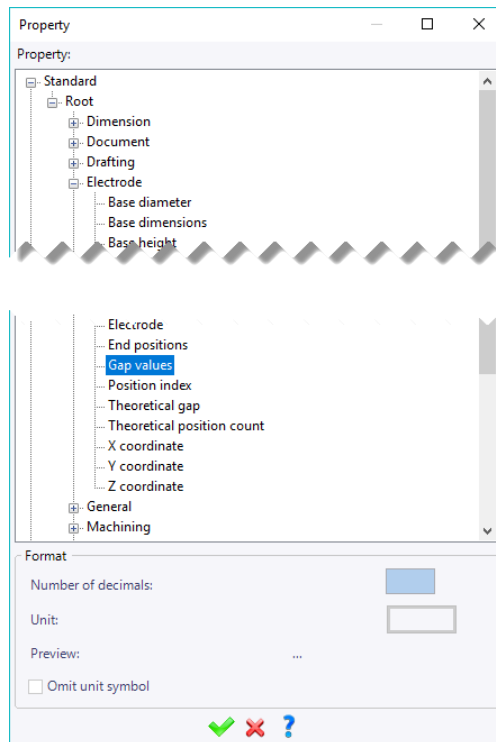 Property
Property:
Standard
Root
Dimension
Document
Drafting
Electrode
Base diameter
Base dimensions
Base height
Electrode
End positions
Gap values
Position index
Theoretical gap
Theoretical position count
X coordinate
Y coordinate
Z coordinate
General
Machining
Format
Number of decimals:
Unit:
Preview: ...
Omit unit symbol
?